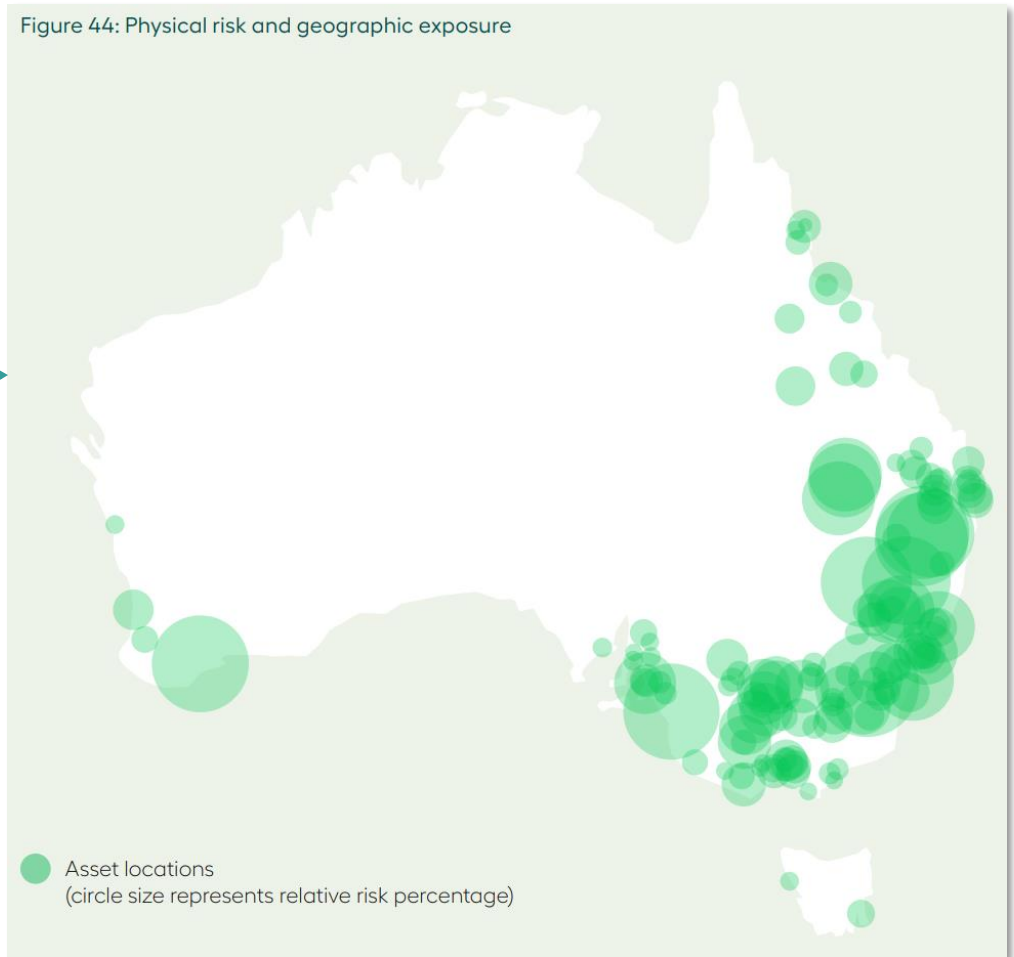 Figure 44: Physical risk and geographic exposure
Asset locations
(circle size represents relative risk percentage)